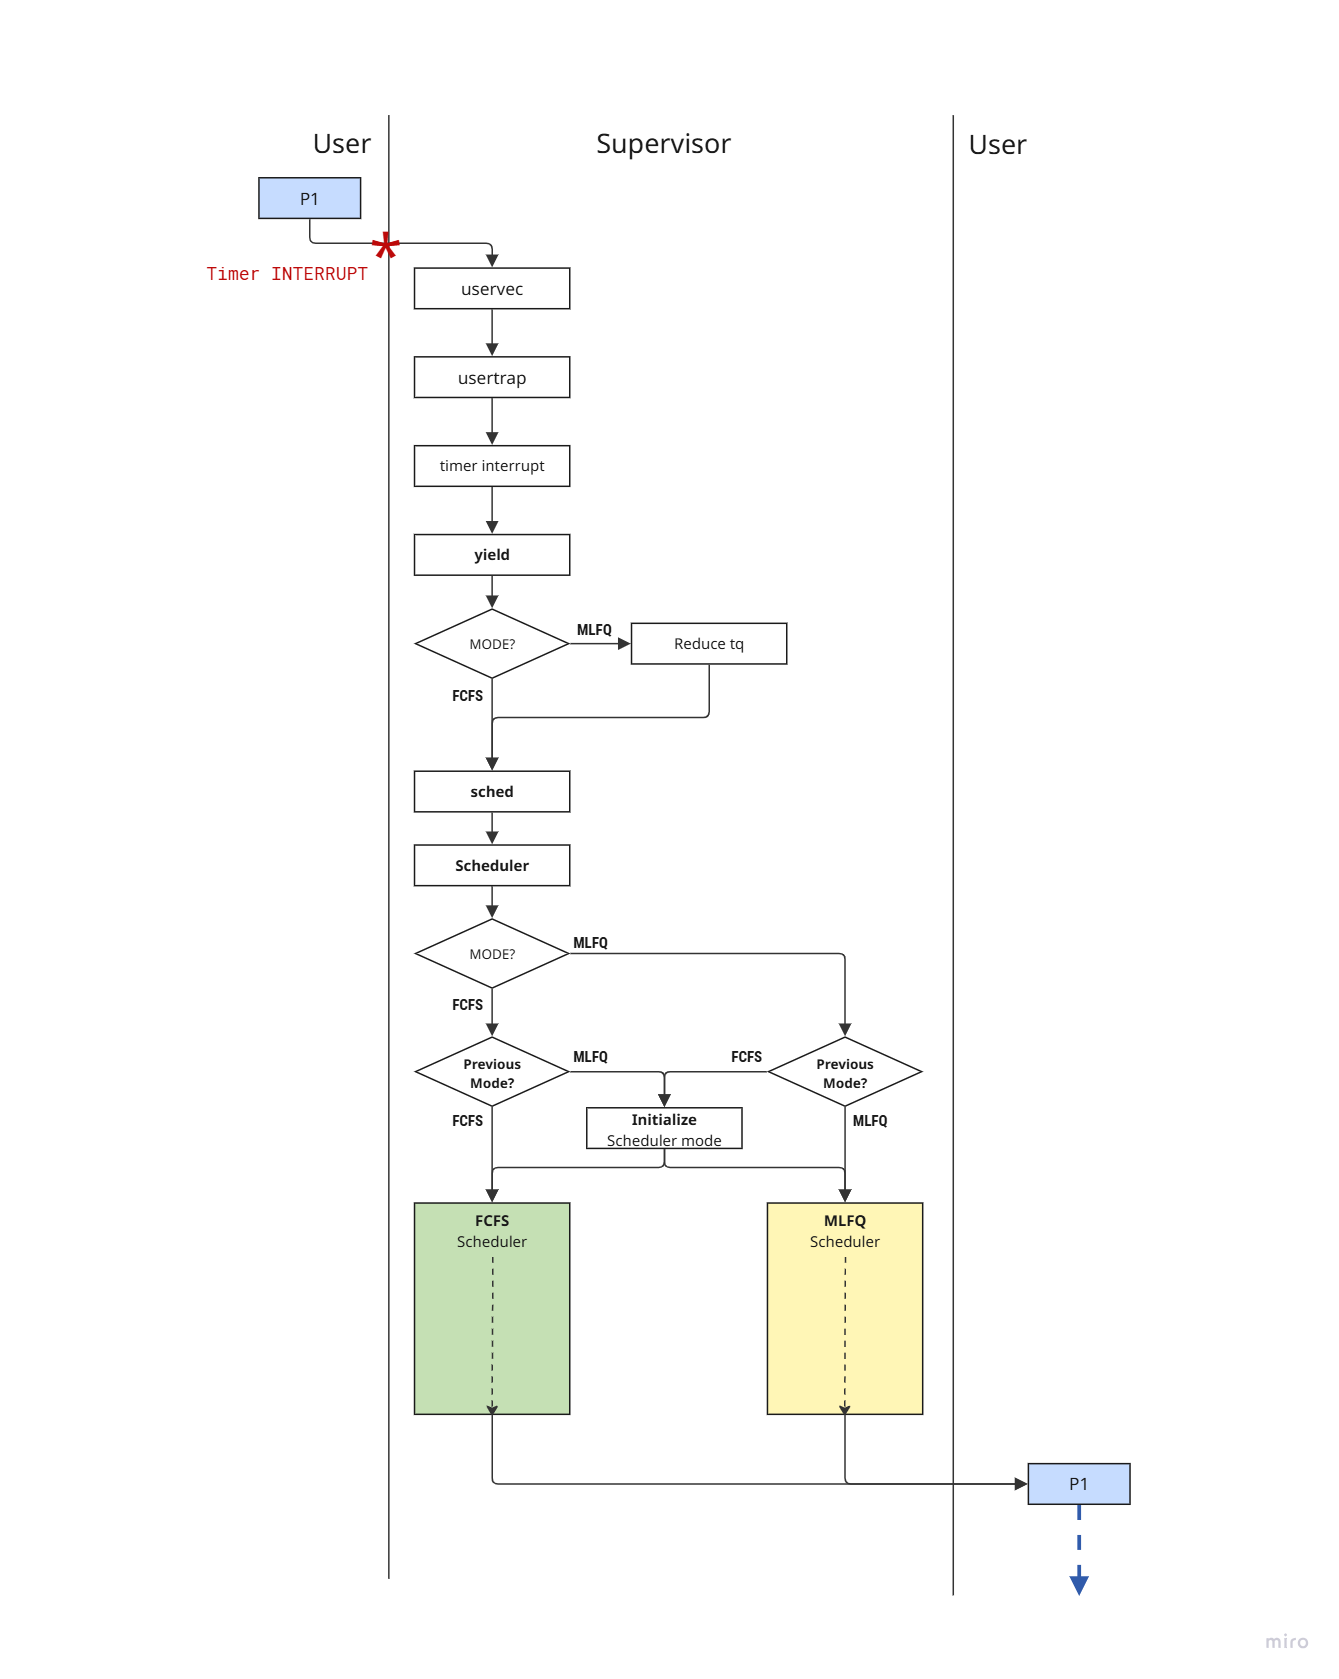 User
Supervisor
User
P1
Timer INTERRUPT
uservec
usertrap
timer interrupt
yield
MODE?
MLFQ
Reduce tq
FCFS
sched
Scheduler
MODE?
MLFQ
FCFS
Previous
Mode?
MLFQ
FCFS
Previous
Mode?
FCFS
Initialize
Scheduler mode
MLFQ
FCFS
Scheduler
MLFQ
Scheduler
P1
miro